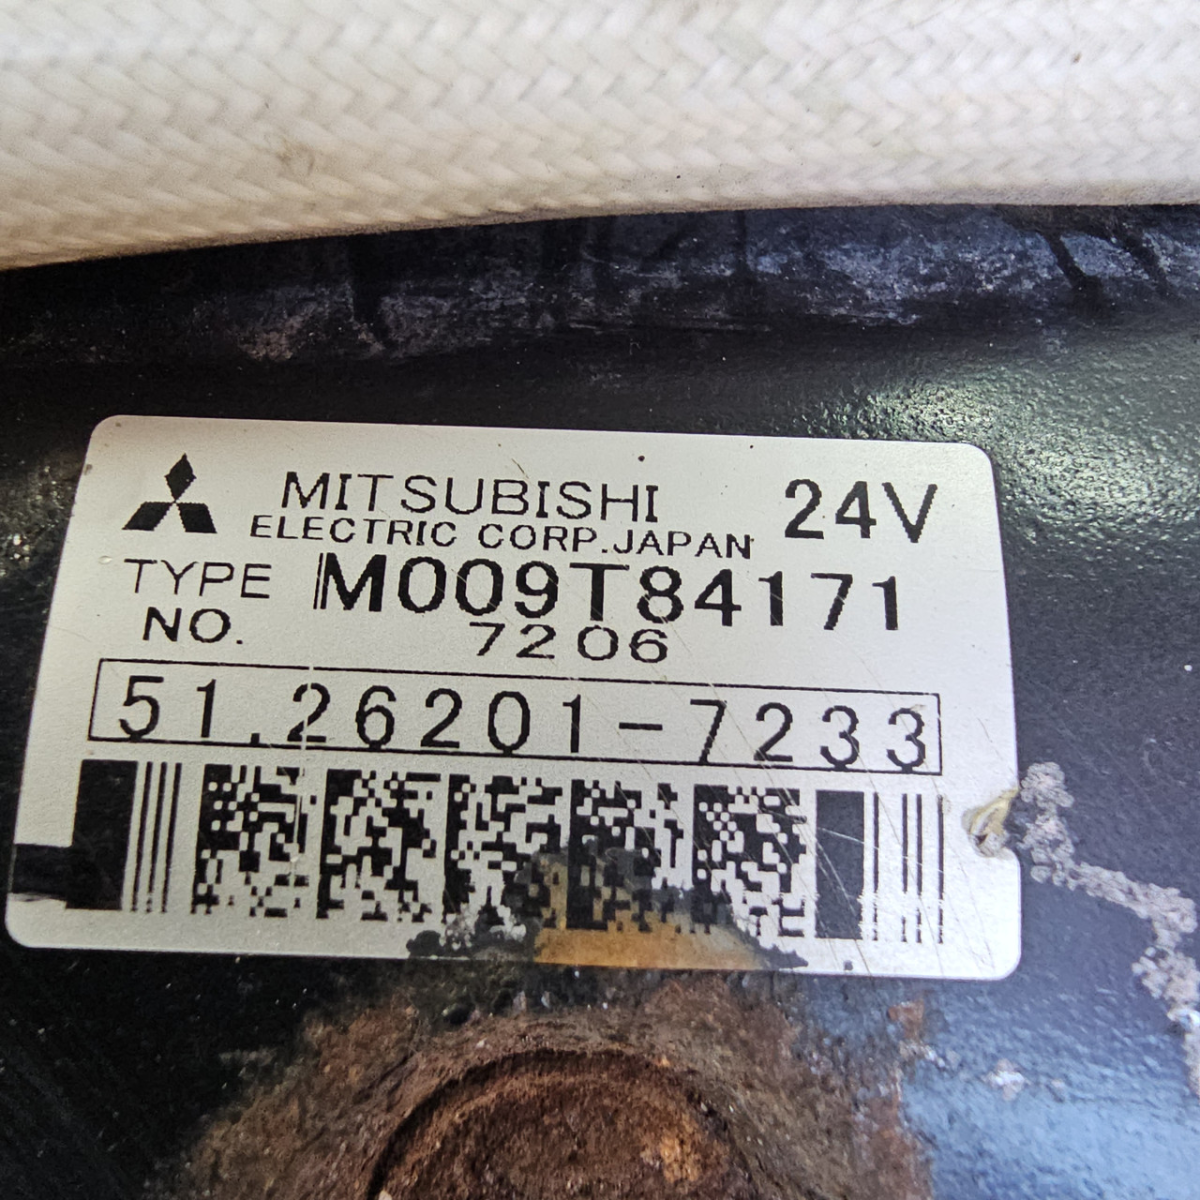 MITSUBISHI 24V
ELECTRIC CORP.JAPAN
TYPE M009T84171
NO. 7206
51.26201-7233